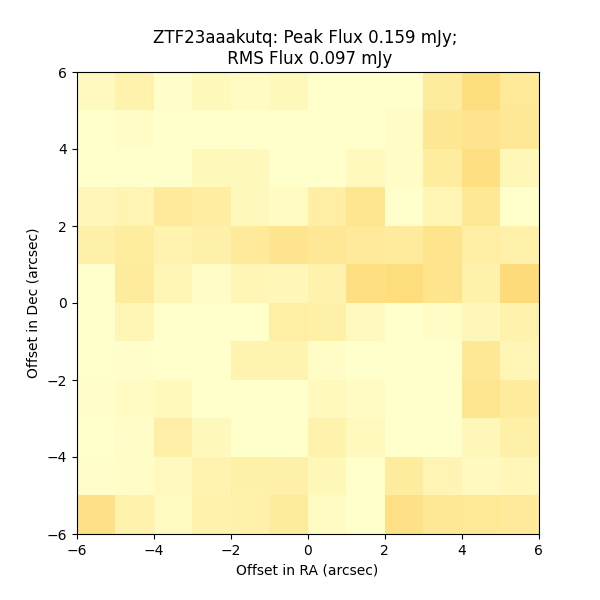 ZTF23aaakutq: Peak Flux 0.159 mJy;
RMS Flux 0.097 mJy
6
4
2
0
−2
−4
−6
Offset in Dec (arcsec)
−6 −4 −2 0 2 4 6
Offset in RA (arcsec)